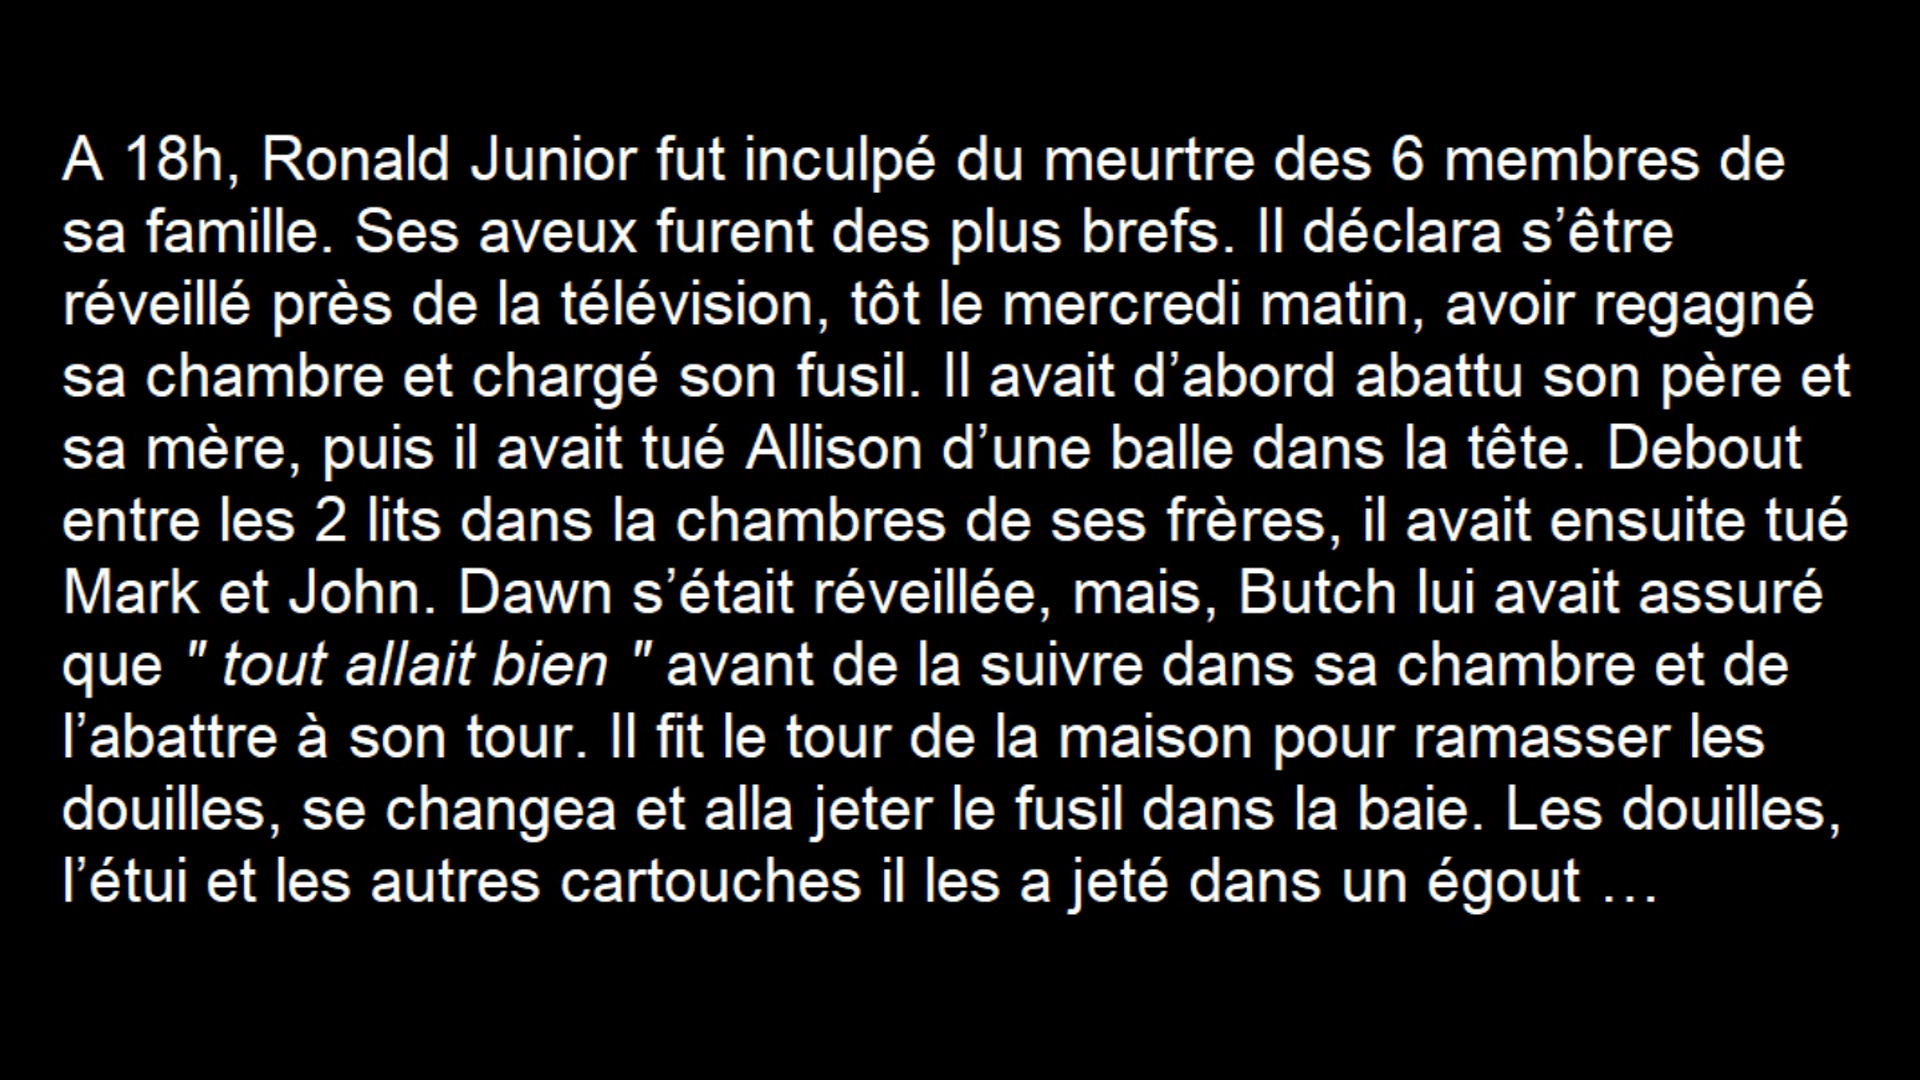 A 18h, Ronald Junior fut inculpé du meurtre des 6 membres de
sa famille. Ses aveux furent des plus brefs. Il déclara s’être
réveillé près de la télévision, tôt le mercredi matin, avoir regagné
sa chambre et chargé son fusil. Il avait d’abord abattu son père et
sa mère, puis il avait tué Allison d’une balle dans la tête. Debout
entre les 2 lits dans la chambres de ses frères, il avait ensuite tué
Mark et John. Dawn s’était réveillée, mais, Butch lui avait assuré
que " tout allait bien " avant de la suivre dans sa chambre et de
l’abattre à son tour. Il fit le tour de la maison pour ramasser les
douilles, se changea et alla jeter le fusil dans la baie. Les douilles,
l’étui et les autres cartouches il les a jeté dans un égout …